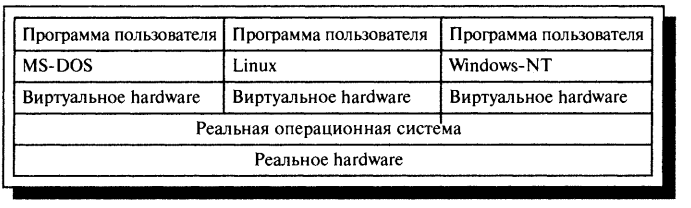 Программа пользователя Программа пользователя Программа пользователя
MS-DOS Linux Windows-NT
Виртуальное hardware Виртуальное hardware Виртуальное hardware
Реальная операционная система
Реальное hardware